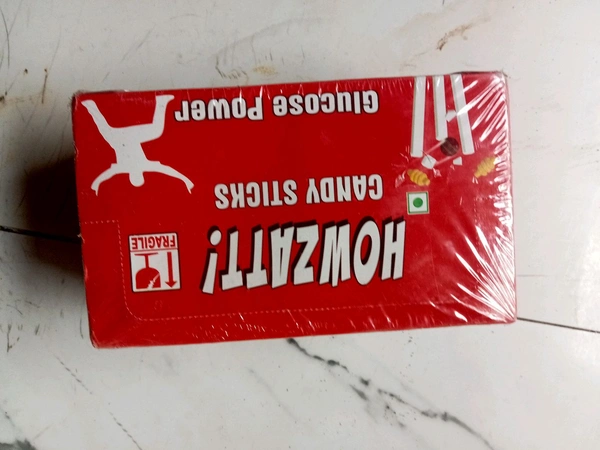 HOWZATT!
CANDY STICKS
Glucose Power
FRAGILE